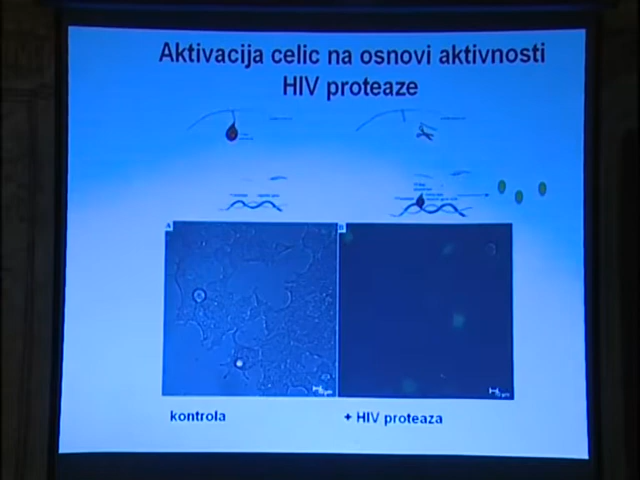 Aktivacija celic na osnovi aktivnosti
HIV proteaze
A
B
kontrola
+ HIV proteaza